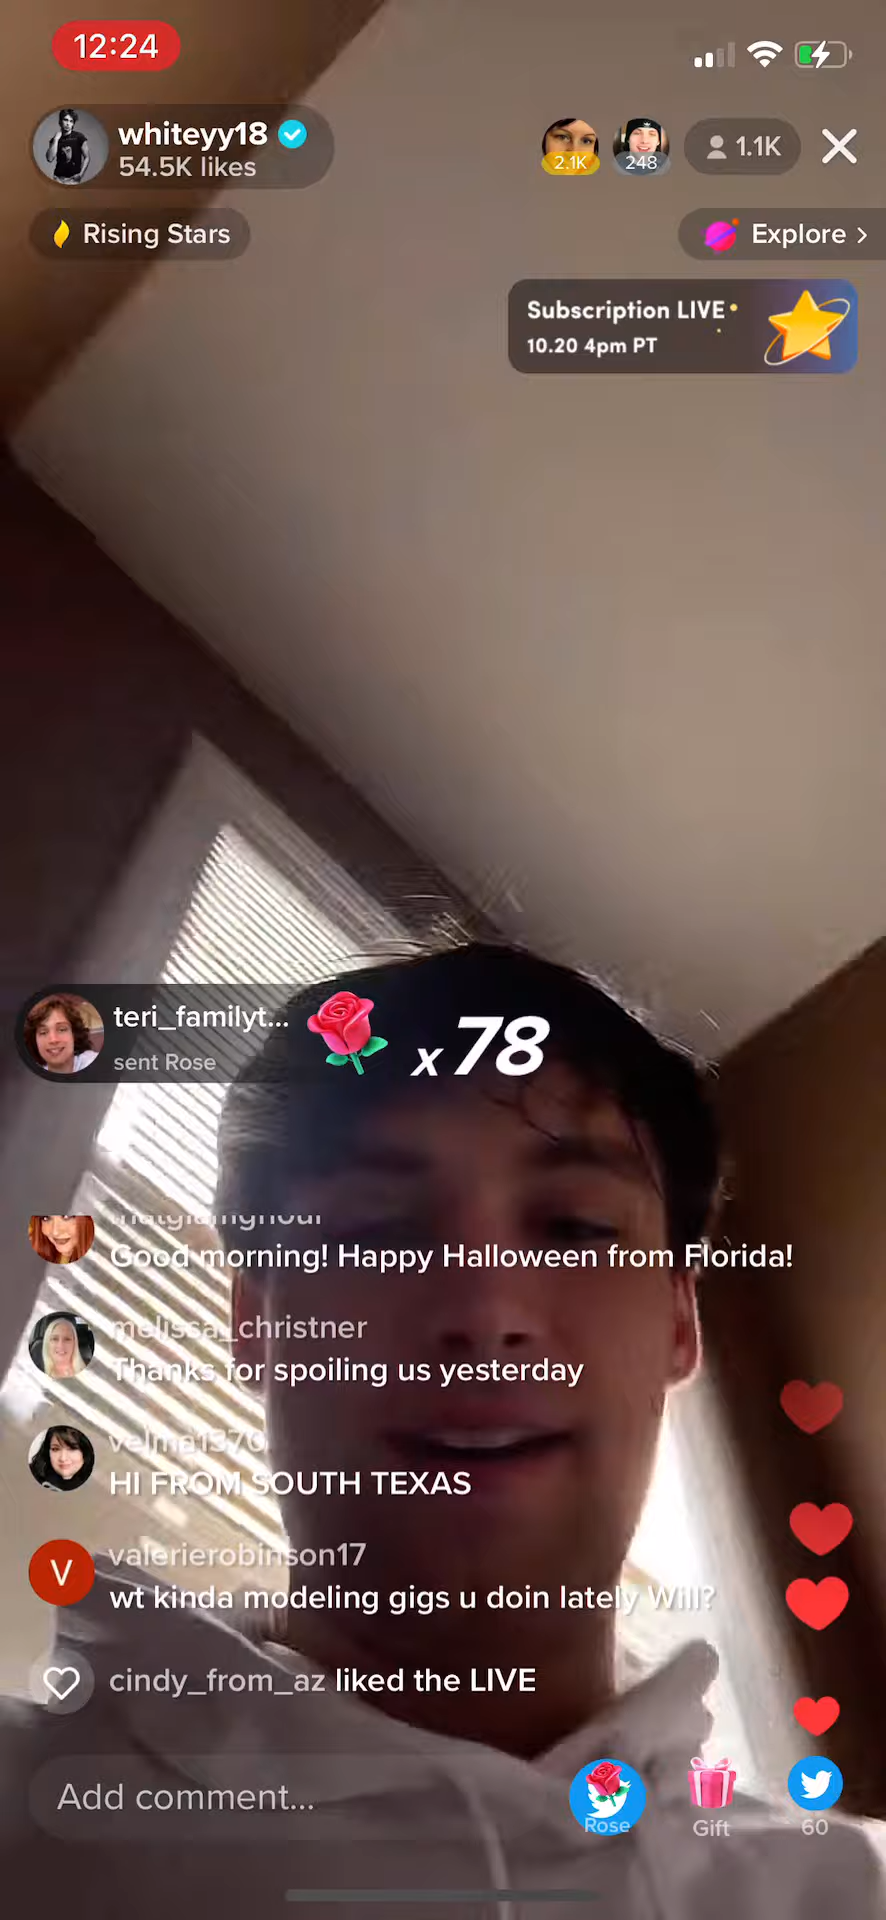 12:24
whiteyy18
54.5K likes
2.1K
248
1.1K
Rising Stars
Explore >
Subscription LIVE
10.20 4pm PT
teri_familyt...
sent Rose
x 78
Good morning! Happy Halloween from Florida!
melissa_christner
Thanks for spoiling us yesterday
velma1370
HI FROM SOUTH TEXAS
V
valerierobinson17
wt kinda modeling gigs u doin lately Will?
cindy_from_az liked the LIVE
Add comment...
Rose
Gift
60